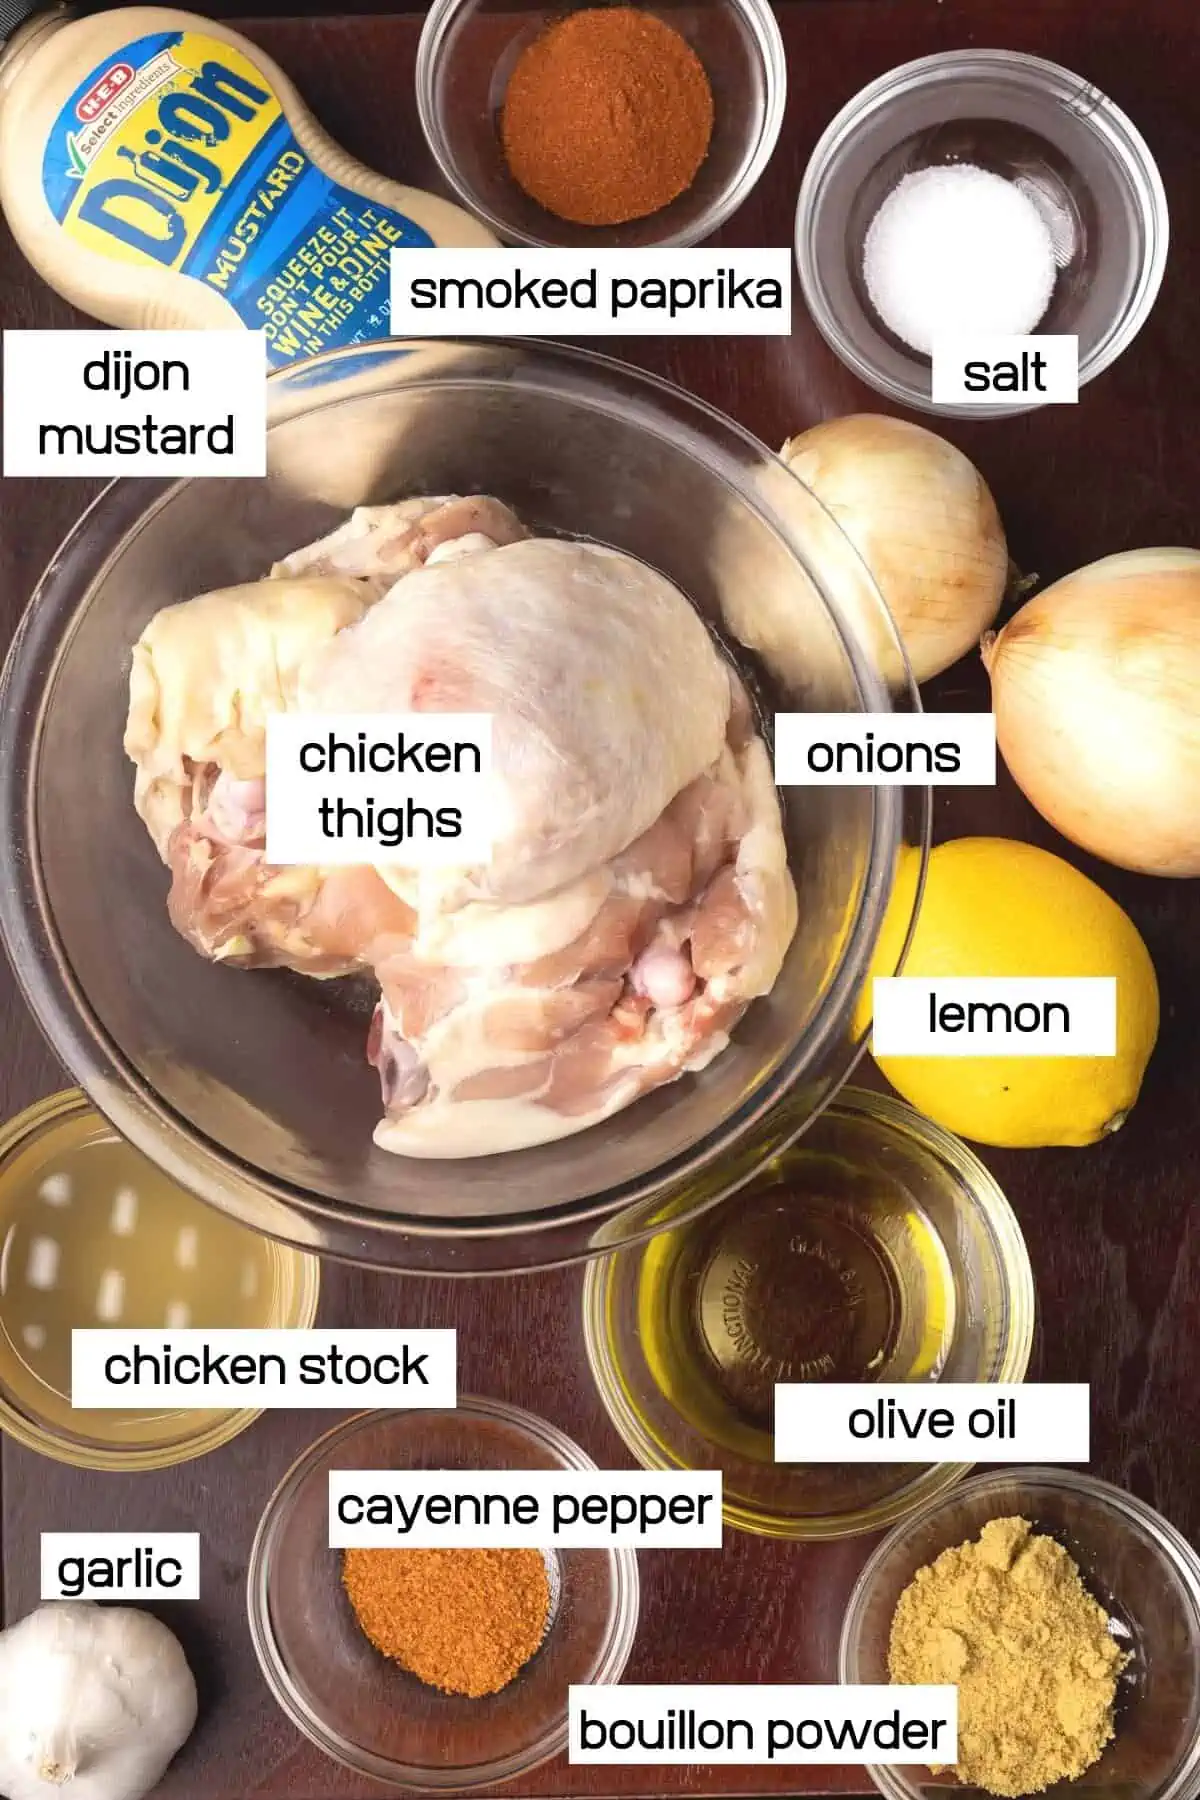 H-E-B
Select Ingredients
Dijon
MUSTARD
SQUEEZE IT
DON'T POUR IT
WINE & DINE
IN THIS BOTTLE
smoked paprika
salt
dijon
mustard
chicken
thighs
onions
lemon
chicken stock
olive oil
cayenne pepper
garlic
bouillon powder